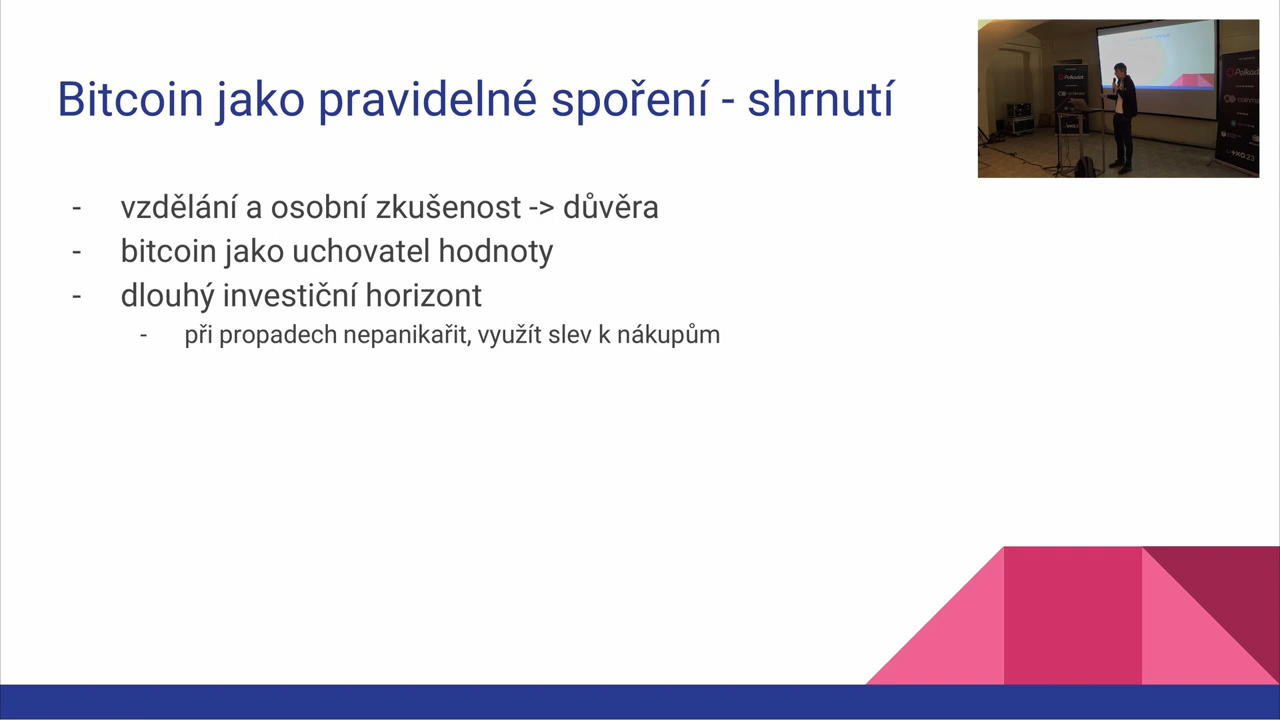 Bitcoin jako pravidelné spoření - shrnutí
- vzdělání a osobní zkušenost -> důvěra
- bitcoin jako uchovatel hodnoty
- dlouhý investiční horizont
- při propadech nepanikařit, využít slev k nákupům
Polkadot